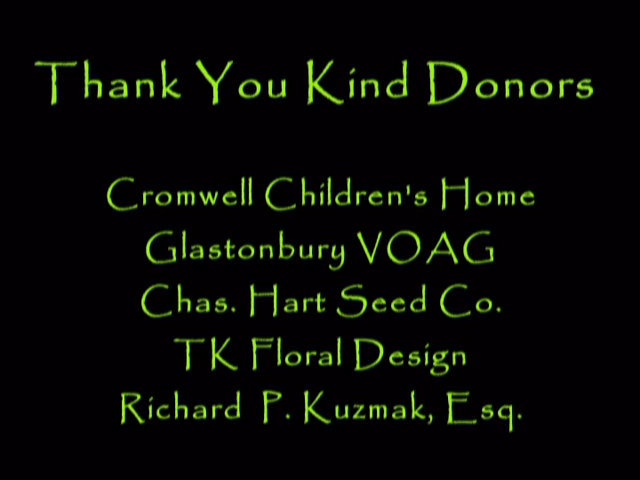 Thank You Kind Donors
Cromwell Children's Home
Glastonbury VOAG
Chas. Hart Seed Co.
TK Floral Design
Richard P. Kuzmak, Esq.